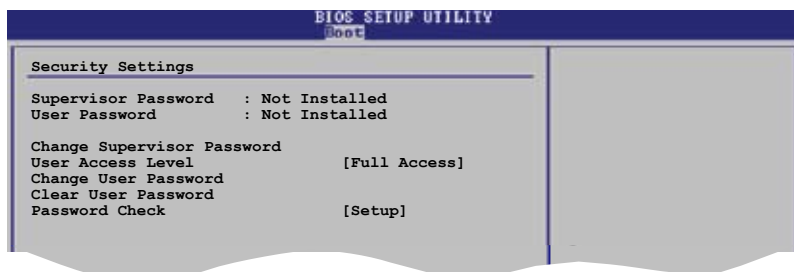 BIOS SETUP UTILITY
Boot
Security Settings
Supervisor Password : Not Installed
User Password : Not Installed
Change Supervisor Password
User Access Level [Full Access]
Change User Password
Clear User Password
Password Check [Setup]